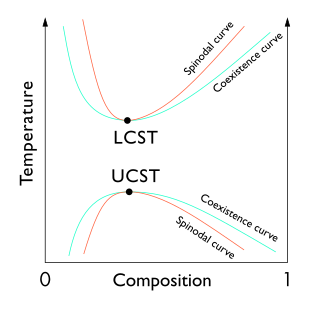 Spinodal curve
Coexistence curve
LCST
Temperature
UCST
Coexistence curve
Spinodal curve
0
Composition
1